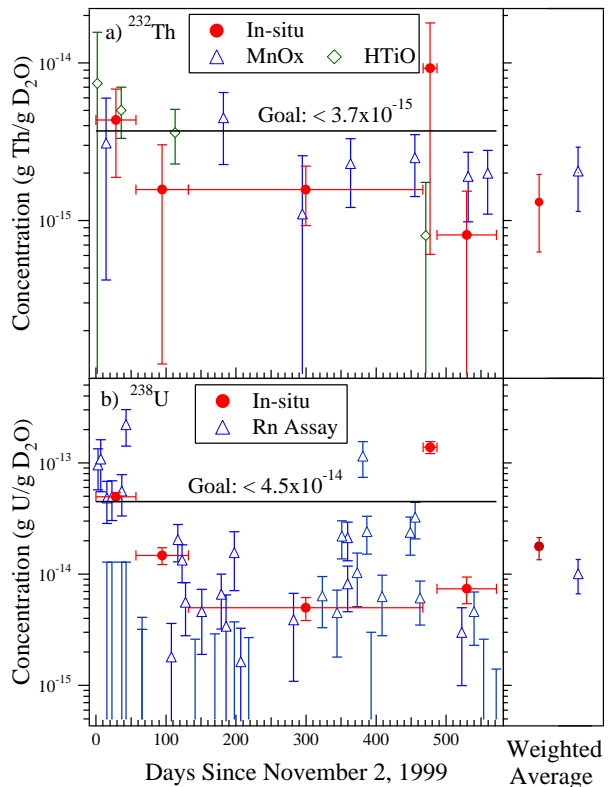 a) ²³²Th
In-situ
MnOx
HTiO
Goal: < 3.7x10⁻¹⁵
10⁻¹⁴
10⁻¹⁵
Concentration (g Th/g D₂O)
b) ²³⁸U
In-situ
Rn Assay
Goal: < 4.5x10⁻¹⁴
10⁻¹³
10⁻¹⁴
10⁻¹⁵
Concentration (g U/g D₂O)
0 100 200 300 400 500
Days Since November 2, 1999
Weighted
Average